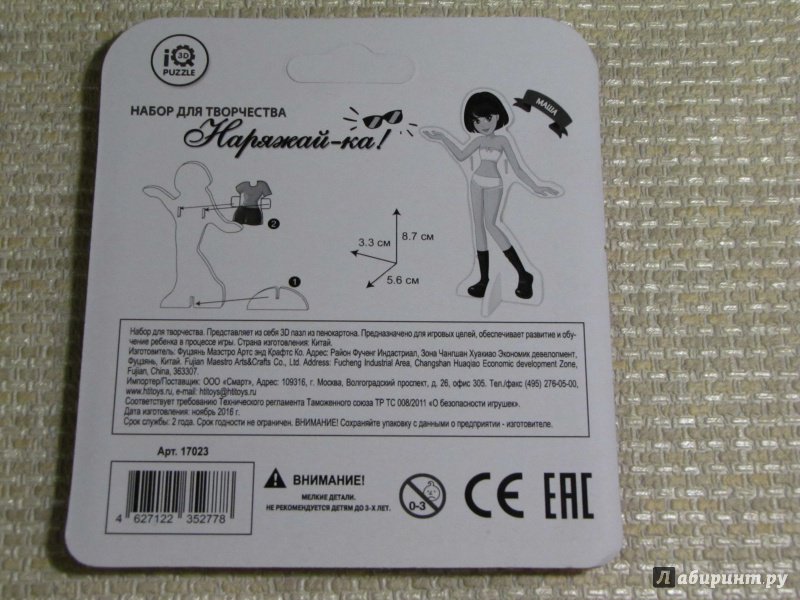 iQ 3D
PUZZLE
НАБОР ДЛЯ ТВОРЧЕСТВА
Наряжай-ка!
МАША
2
3.3 см
8.7 см
5.6 см
1
Набор для творчества. Представляет из себя 3D пазл из пенокартона. Предназначено для игровых целей, обеспечивает развитие и обу-
чение ребенка в процессе игры. Страна изготовления: Китай.
Изготовитель: Фуцзянь Маэстро Артс энд Крафтс Ко. Адрес: Район Фученг Индастриал, Зона Чангшан Хуакиао Экономик девелопмент,
Фуцзянь, Китай. Fujian Maestro Arts&Crafts Co., Ltd. Address: Fucheng Industrial Area, Changshan Huaqiao Economic development Zone,
Fujian, China, 363307.
Импортер/Поставщик: ООО «Смарт», Адрес: 109316, г. Москва, Волгоградский проспект, д. 26, офис 305. Тел./факс (495) 276-05-00,
www.htitoys.ru, e-mail: hti@htitoys.ru
Соответствует требованию Технического регламента Таможенного союза ТР ТС 008/2011 «О безопасности игрушек».
Дата изготовления: ноябрь 2016 г.
Срок службы: 2 года. Срок годности не ограничен. ВНИМАНИЕ! Сохраняйте упаковку с данными о предприятии - изготовителе.
Арт. 17023
4 627122 352778
ВНИМАНИЕ!
МЕЛКИЕ ДЕТАЛИ.
НЕ РЕКОМЕНДУЕТСЯ ДЕТЯМ ДО 3-Х ЛЕТ.
0-3
CE EAC
Лабиринт.ру